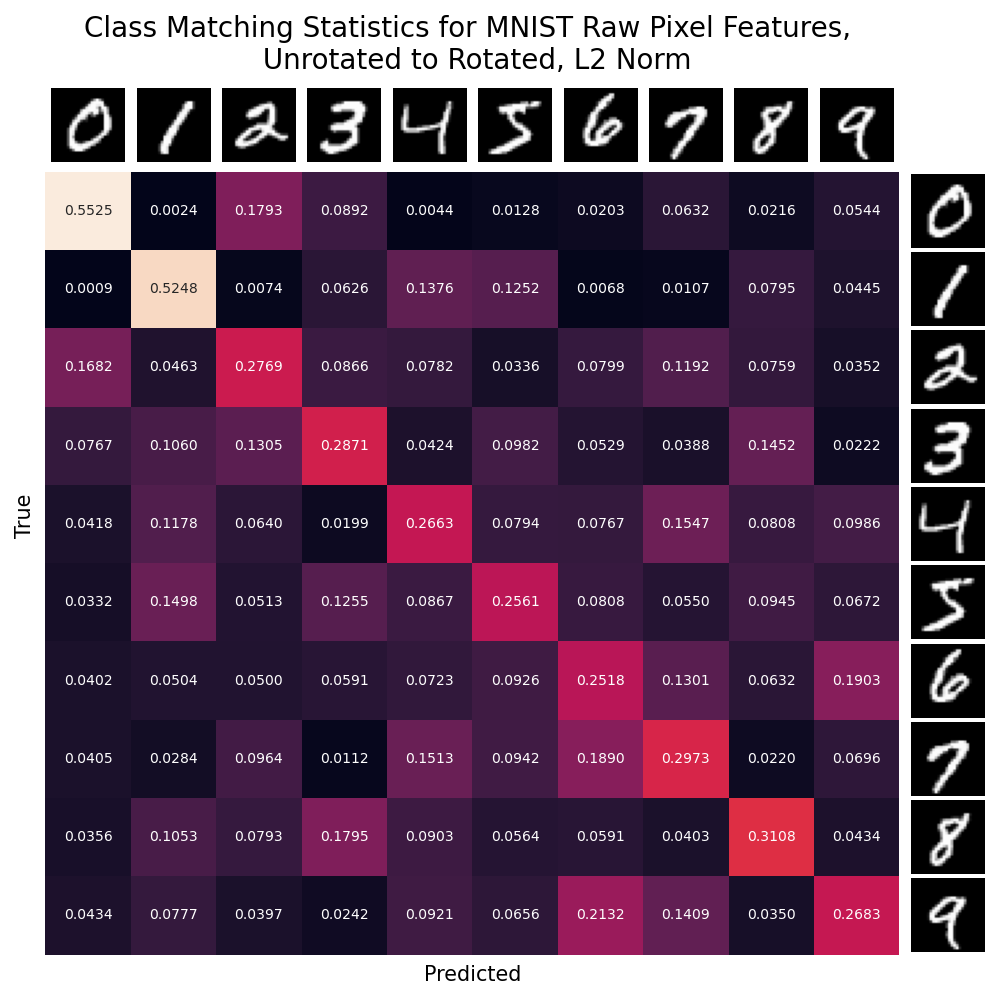 Class Matching Statistics for MNIST Raw Pixel Features,
Unrotated to Rotated, L2 Norm
0 1 2 3 4 5 6 7 8 9
0.5525 0.0024 0.1793 0.0892 0.0044 0.0128 0.0203 0.0632 0.0216 0.0544 0
0.0009 0.5248 0.0074 0.0626 0.1376 0.1252 0.0068 0.0107 0.0795 0.0445 1
0.1682 0.0463 0.2769 0.0866 0.0782 0.0336 0.0799 0.1192 0.0759 0.0352 2
0.0767 0.1060 0.1305 0.2871 0.0424 0.0982 0.0529 0.0388 0.1452 0.0222 3
0.0418 0.1178 0.0640 0.0199 0.2663 0.0794 0.0767 0.1547 0.0808 0.0986 4
0.0332 0.1498 0.0513 0.1255 0.0867 0.2561 0.0808 0.0550 0.0945 0.0672 5
0.0402 0.0504 0.0500 0.0591 0.0723 0.0926 0.2518 0.1301 0.0632 0.1903 6
0.0405 0.0284 0.0964 0.0112 0.1513 0.0942 0.1890 0.2973 0.0220 0.0696 7
0.0356 0.1053 0.0793 0.1795 0.0903 0.0564 0.0591 0.0403 0.3108 0.0434 8
0.0434 0.0777 0.0397 0.0242 0.0921 0.0656 0.2132 0.1409 0.0350 0.2683 9
True
Predicted